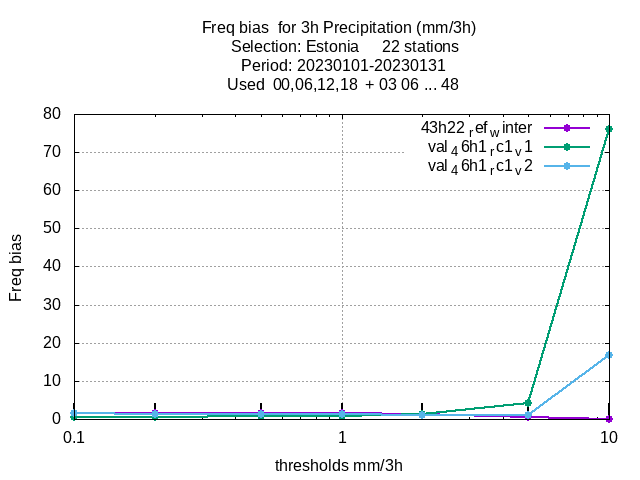 Freq bias  for 3h Precipitation (mm/3h)
Selection: Estonia     22 stations
Period: 20230101-20230131
Used  00,06,12,18  + 03 06 ... 48
43h22ᵣefwinter
val₄6h1ᵣc1ᵥ1
val₄6h1ᵣc1ᵥ2
Freq bias
80
70
60
50
40
30
20
10
0
0.1 1 10
thresholds mm/3h